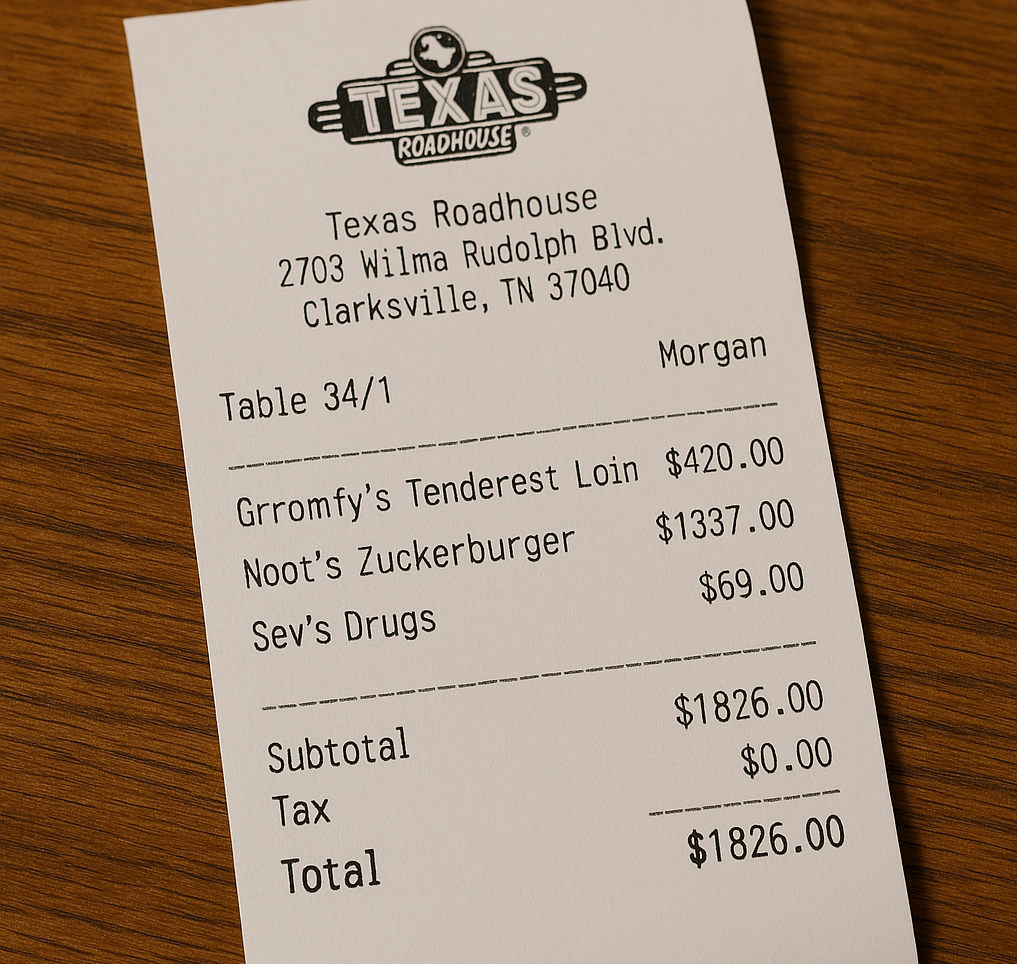 TEXAS
ROADHOUSE ®
Texas Roadhouse
2703 Wilma Rudolph Blvd.
Clarksville, TN 37040
Morgan
Table 34/1
Grromfy's Tenderest Loin $420.00
Noot's Zuckerburger $1337.00
Sev's Drugs $69.00
Subtotal $1826.00
Tax $0.00
Total $1826.00